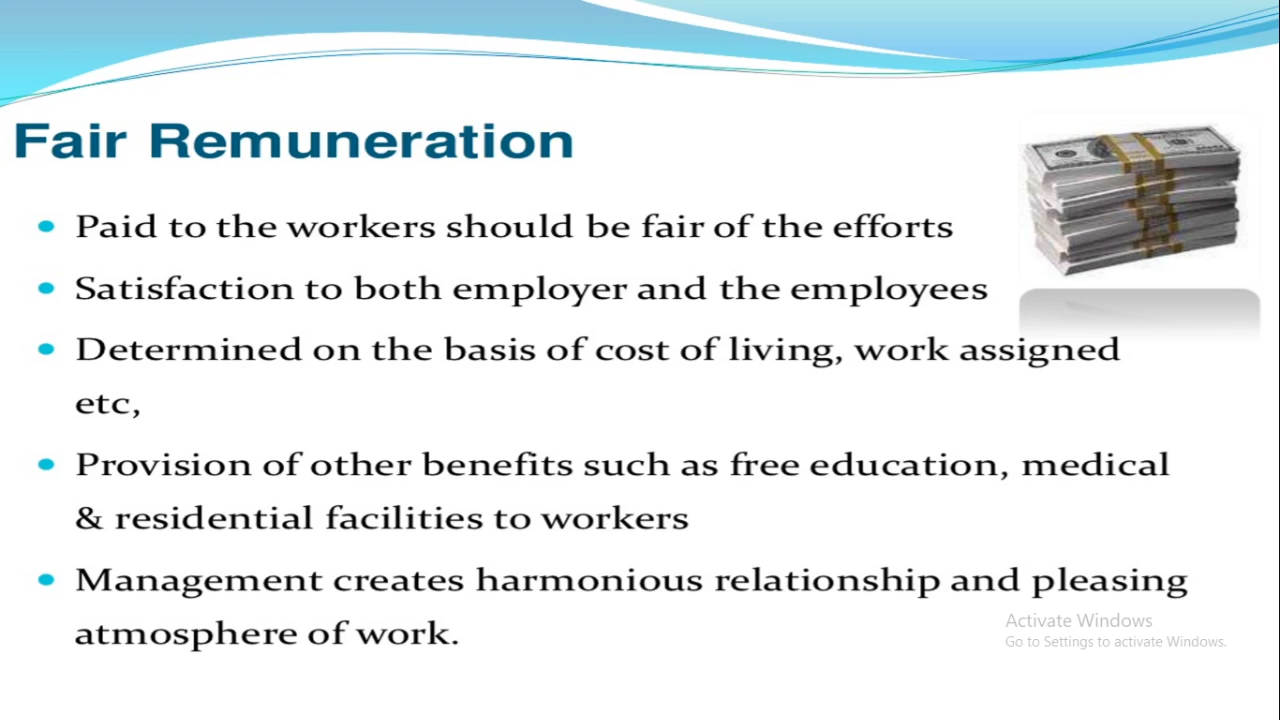 Fair Remuneration
• Paid to the workers should be fair of the efforts
• Satisfaction to both employer and the employees
• Determined on the basis of cost of living, work assigned
etc,
• Provision of other benefits such as free education, medical
& residential facilities to workers
• Management creates harmonious relationship and pleasing
atmosphere of work.
Activate Windows
Go to Settings to activate Windows.